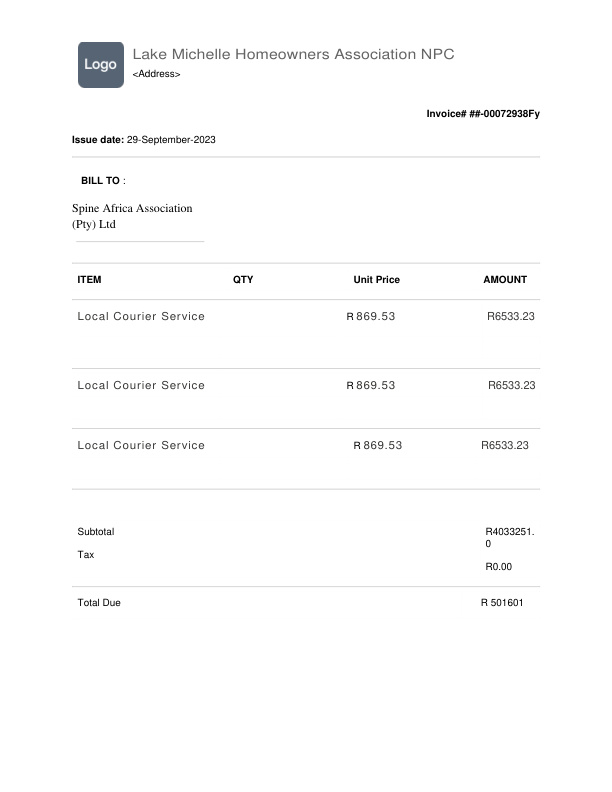 Logo
Lake Michelle Homeowners Association NPC
<Address>
Invoice# ##-00072938Fy
Issue date: 29-September-2023
BILL TO :
Spine Africa Association
(Pty) Ltd
ITEM QTY Unit Price AMOUNT
Local Courier Service R 869.53 R6533.23
Local Courier Service R 869.53 R6533.23
Local Courier Service R 869.53 R6533.23
Subtotal R4033251.
0
Tax
R0.00
Total Due R 501601